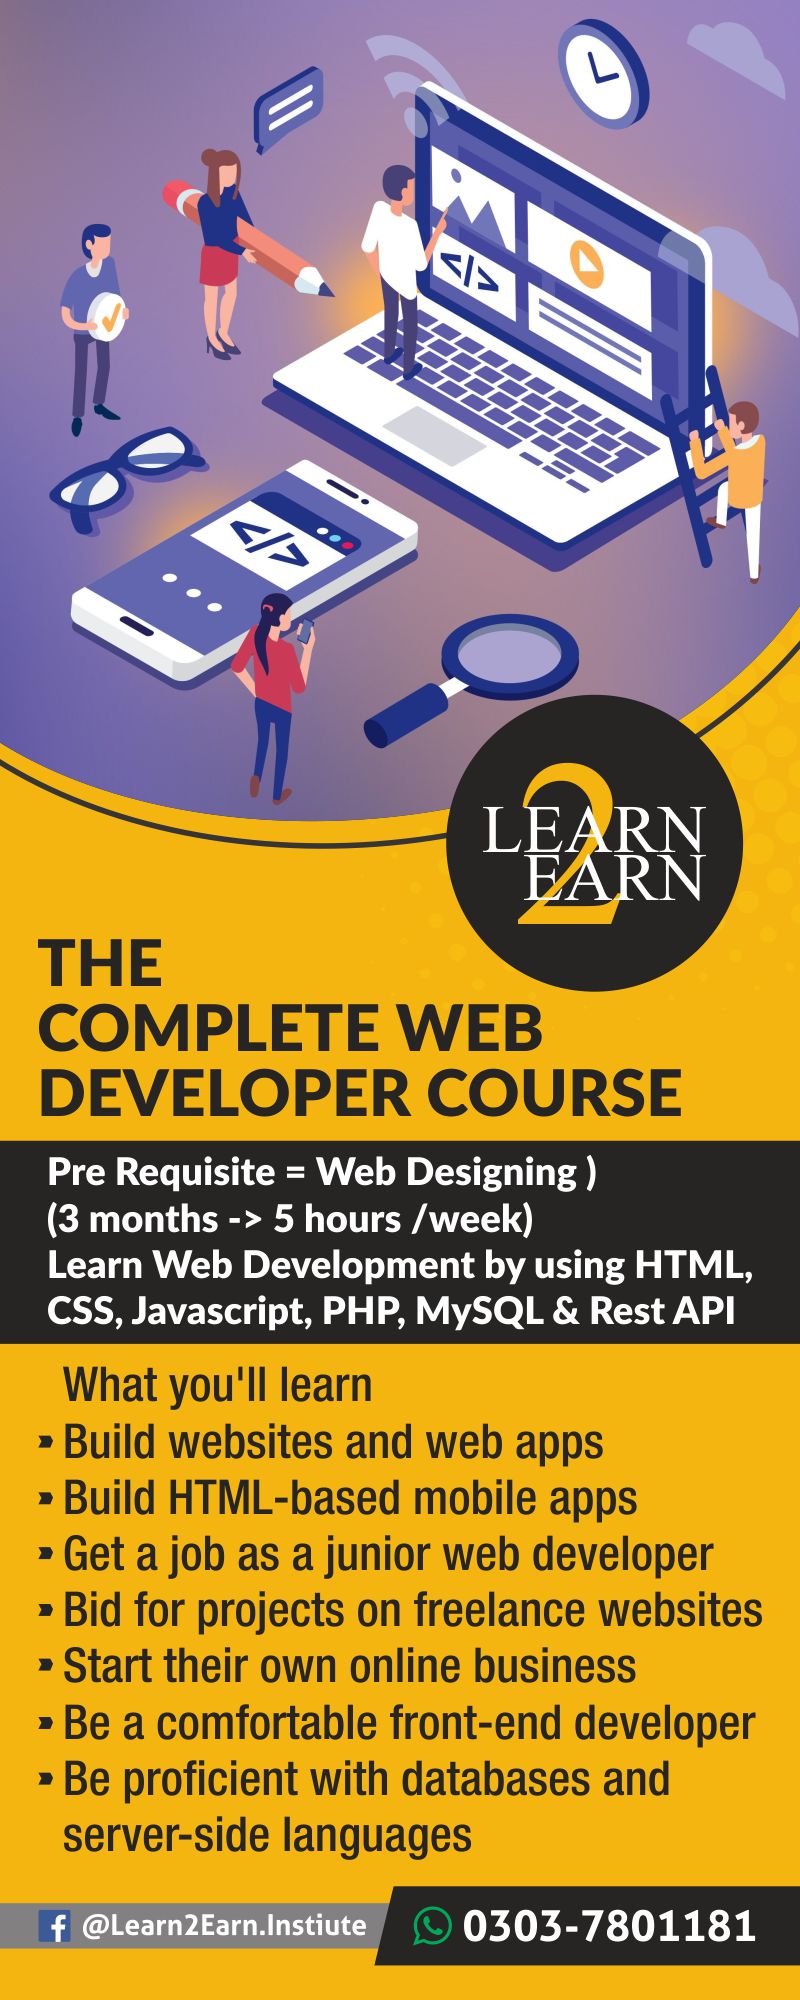 </>
</>
2
LEARN
EARN
THE
COMPLETE WEB
DEVELOPER COURSE
Pre Requisite = Web Designing )
(3 months -> 5 hours /week)
Learn Web Development by using HTML,
CSS, Javascript, PHP, MySQL & Rest API
What you'll learn
Build websites and web apps
Build HTML-based mobile apps
Get a job as a junior web developer
Bid for projects on freelance websites
Start their own online business
Be a comfortable front-end developer
Be proficient with databases and
server-side languages
@Learn2Earn.Instiute
0303-7801181